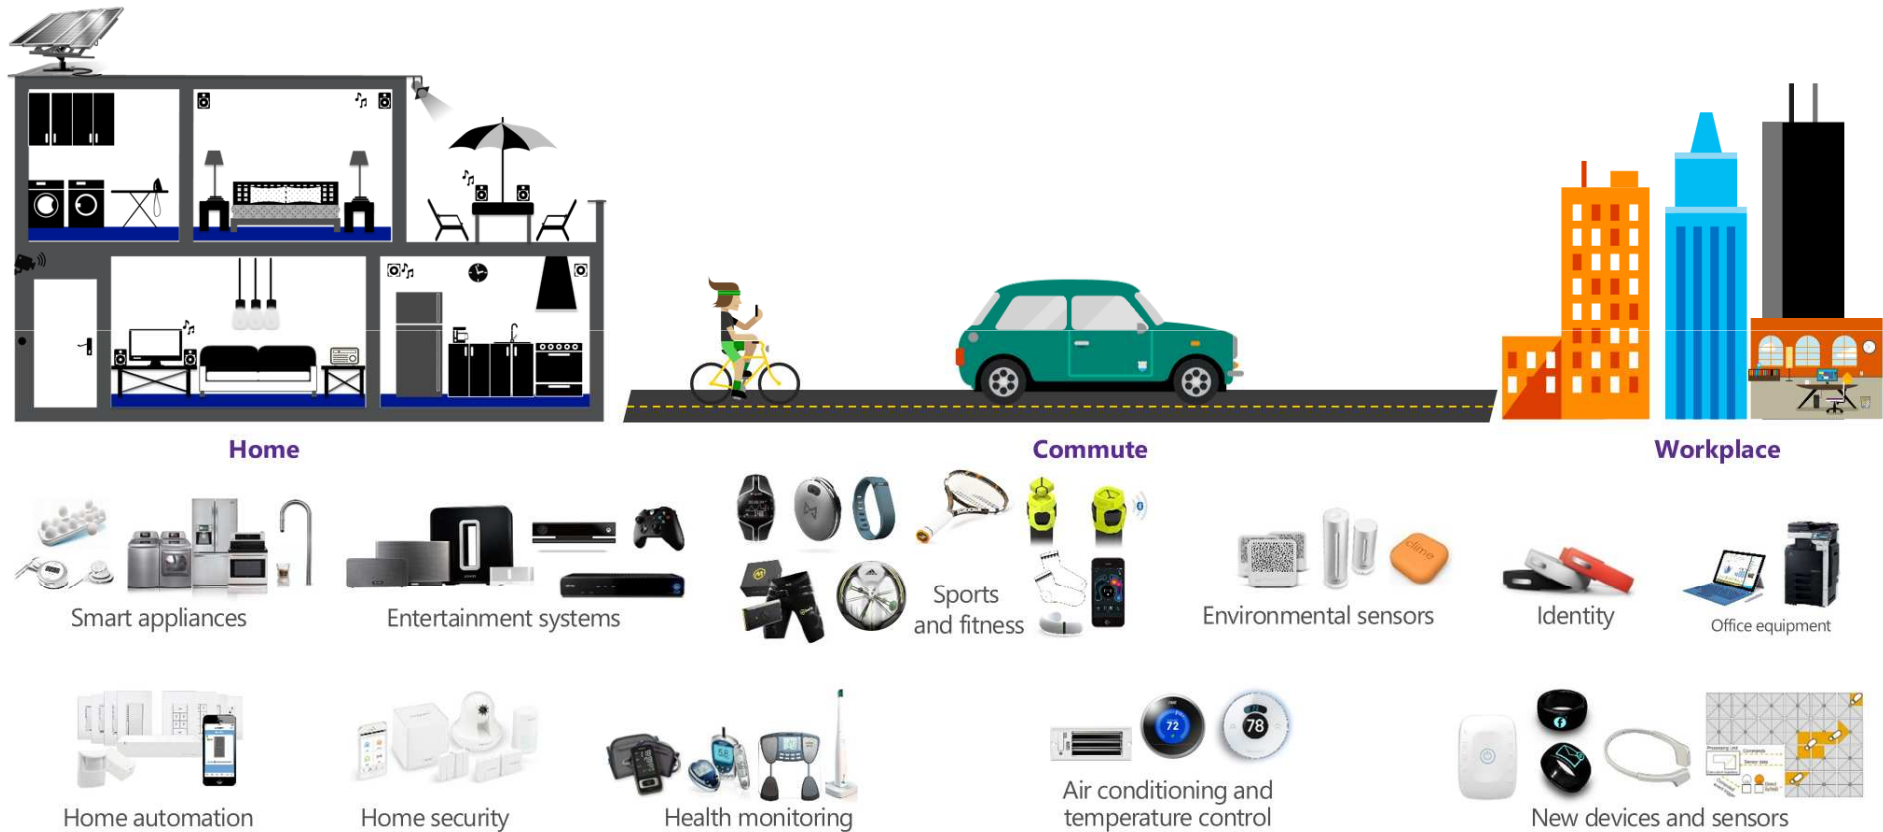 Home
Commute
Workplace
clime
Smart appliances
Entertainment systems
Sports
and fitness
Environmental sensors
Identity
Office equipment
72
78
Home automation
Home security
Health monitoring
Air conditioning and
temperature control
New devices and sensors